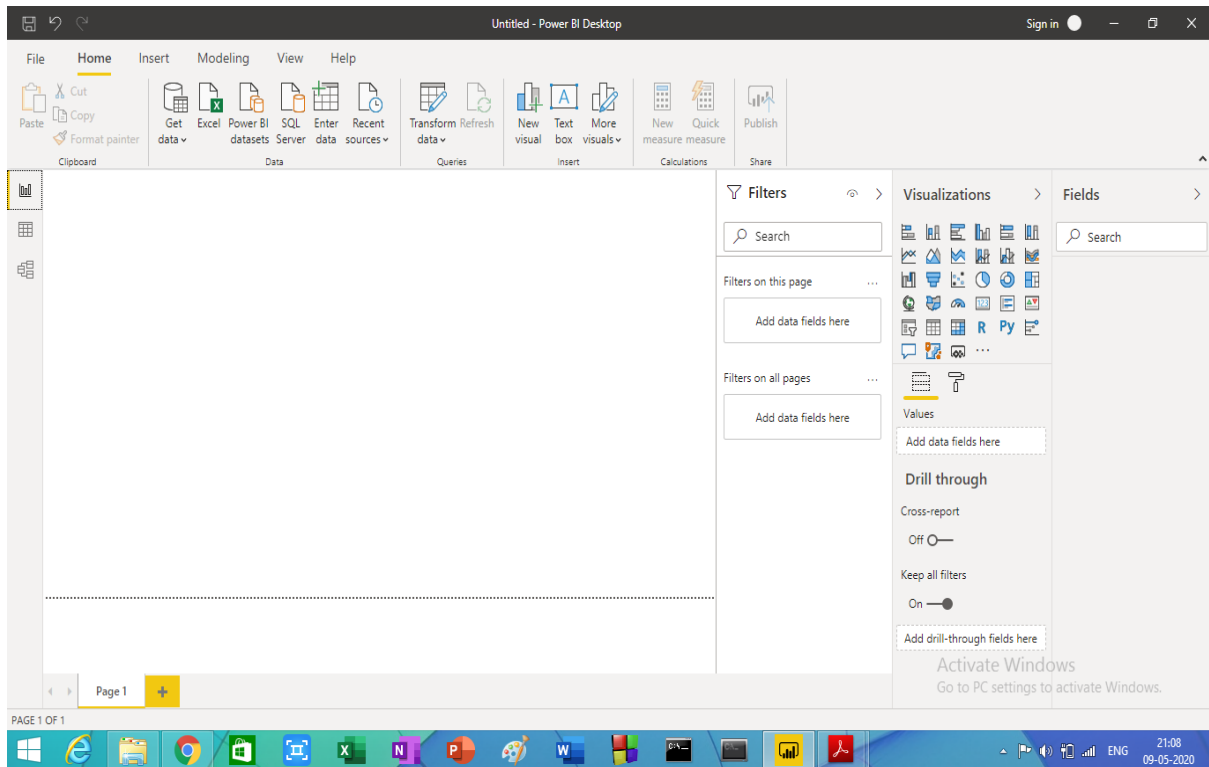 Untitled - Power BI Desktop
Sign in
File Home Insert Modeling View Help
Paste
Cut
Copy
Format painter
Clipboard
Get data
Excel
Power BI datasets
SQL Server
Enter data
Recent sources
Data
Transform data
Refresh
Queries
New visual
Text box
More visuals
Insert
New measure
Quick measure
Calculations
Publish
Share
Filters
Search
Filters on this page
...
Add data fields here
Filters on all pages
...
Add data fields here
Visualizations
123
R Py
...
Values
Add data fields here
Drill through
Cross-report
Off
Keep all filters
On
Add drill-through fields here
Fields
Search
Activate Windows
Go to PC settings to activate Windows.
Page 1 +
PAGE 1 OF 1
ENG
21:08
09-05-2020